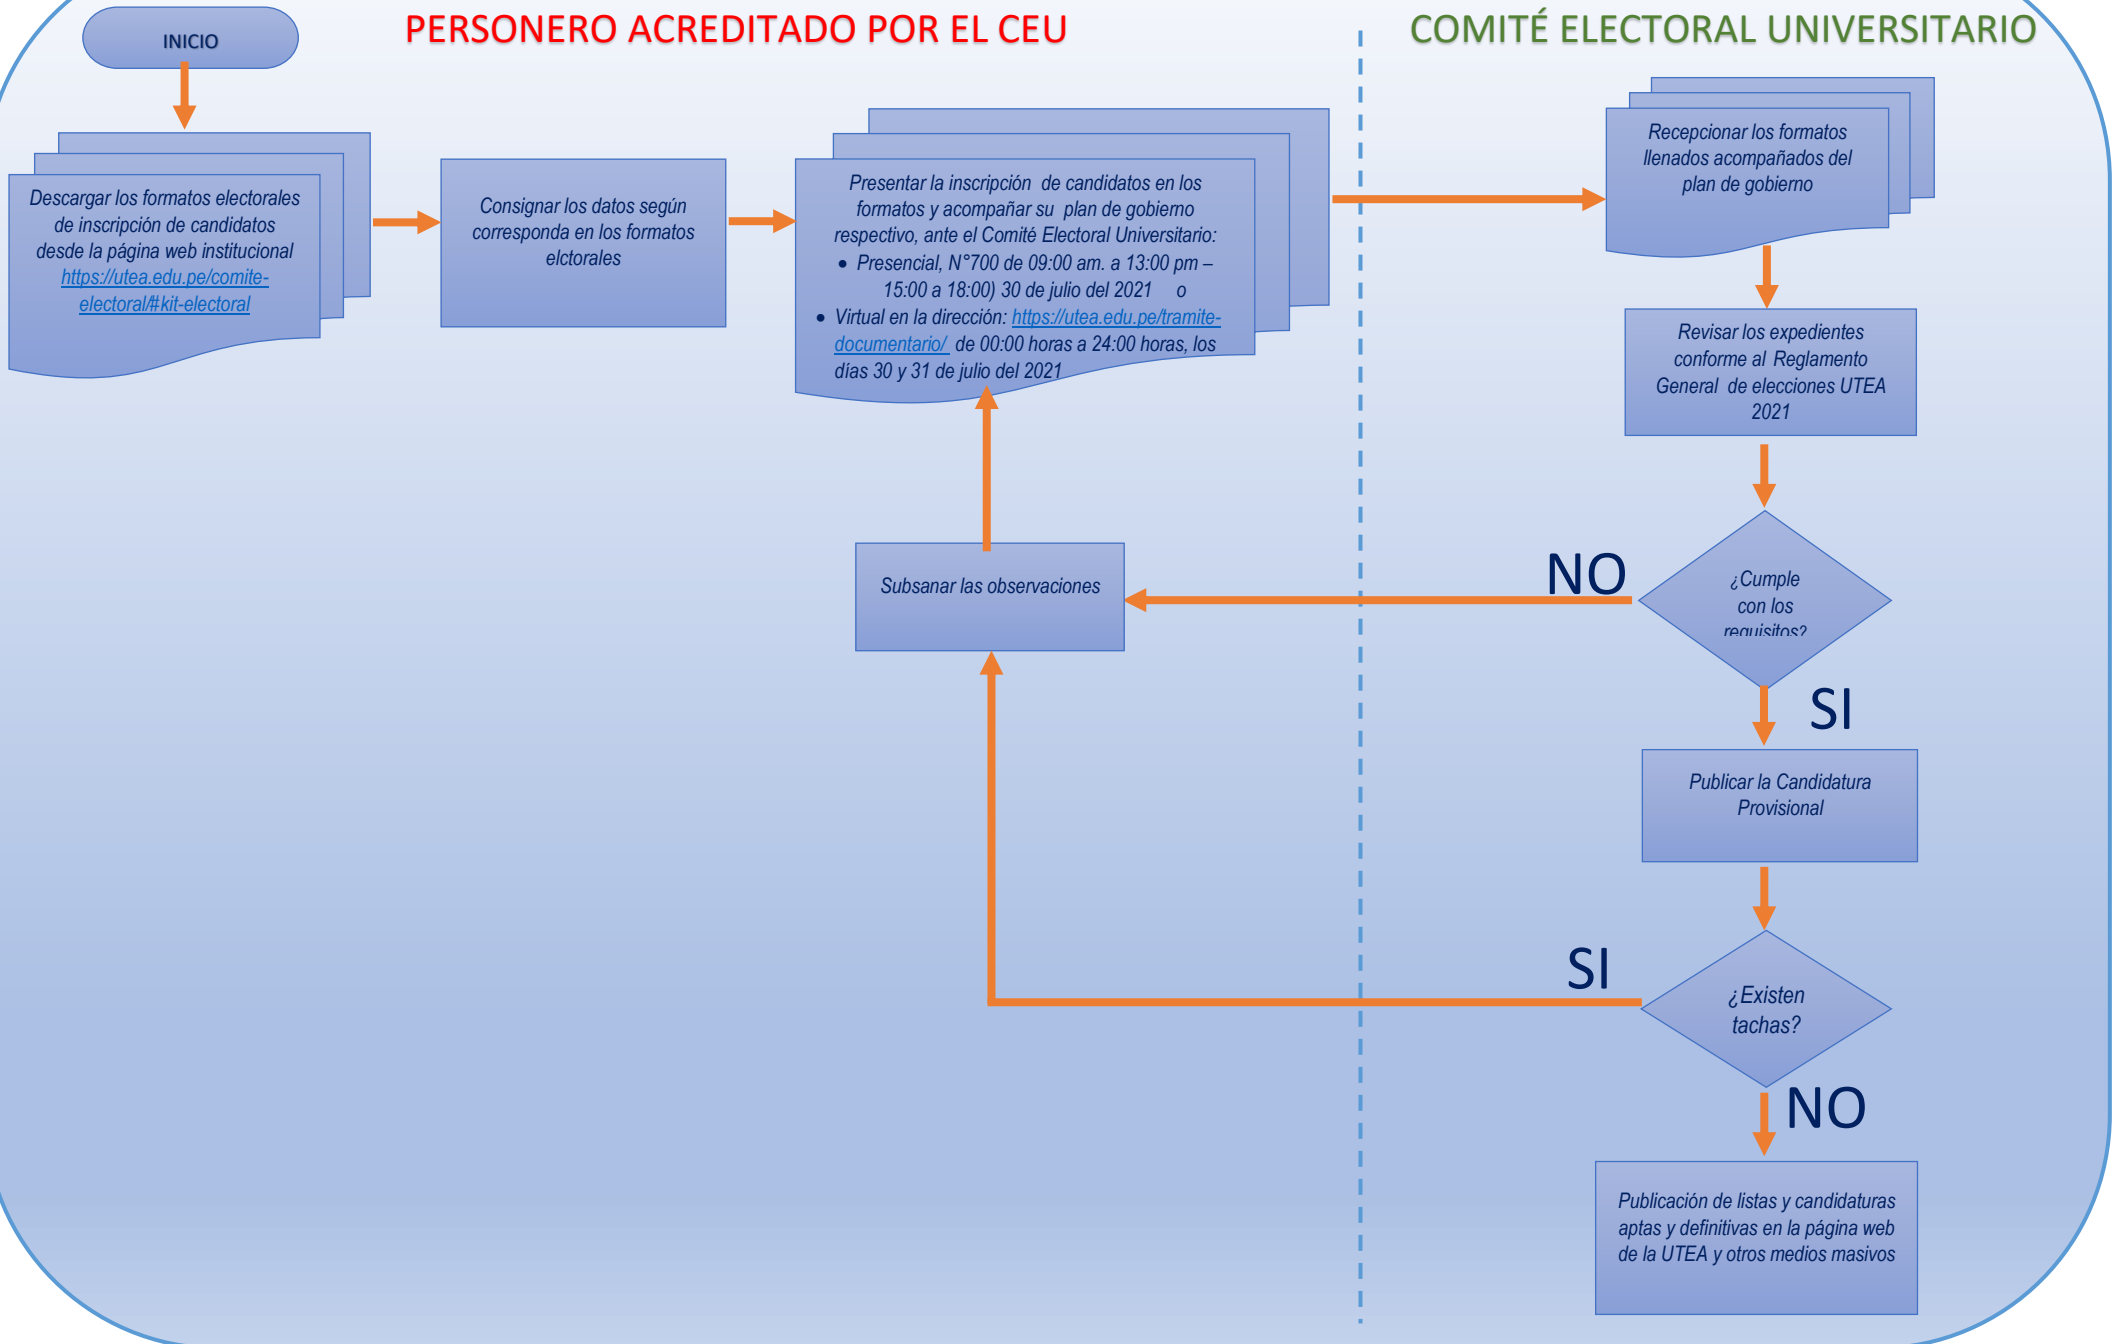 PERSONERO ACREDITADO POR EL CEU
COMITÉ ELECTORAL UNIVERSITARIO
INICIO
Descargar los formatos electorales
de inscripción de candidatos
desde la página web institucional
https://utea.edu.pe/comite-
electoral/#kit-electoral
Consignar los datos según
corresponda en los formatos
elctorales
Presentar la inscripción de candidatos en los
formatos y acompañar su plan de gobierno
respectivo, ante el Comité Electoral Universitario:
• Presencial, N°700 de 09:00 am. a 13:00 pm –
15:00 a 18:00) 30 de julio del 2021 o
• Virtual en la dirección: https://utea.edu.pe/tramite-
documentario/ de 00:00 horas a 24:00 horas, los
días 30 y 31 de julio del 2021
Recepcionar los formatos
llenados acompañados del
plan de gobierno
Revisar los expedientes
conforme al Reglamento
General de elecciones UTEA
2021
¿Cumple
con los
requisitos?
NO
Subsanar las observaciones
SI
Publicar la Candidatura
Provisional
¿Existen
tachas?
SI
NO
Publicación de listas y candidaturas
aptas y definitivas en la página web
de la UTEA y otros medios masivos